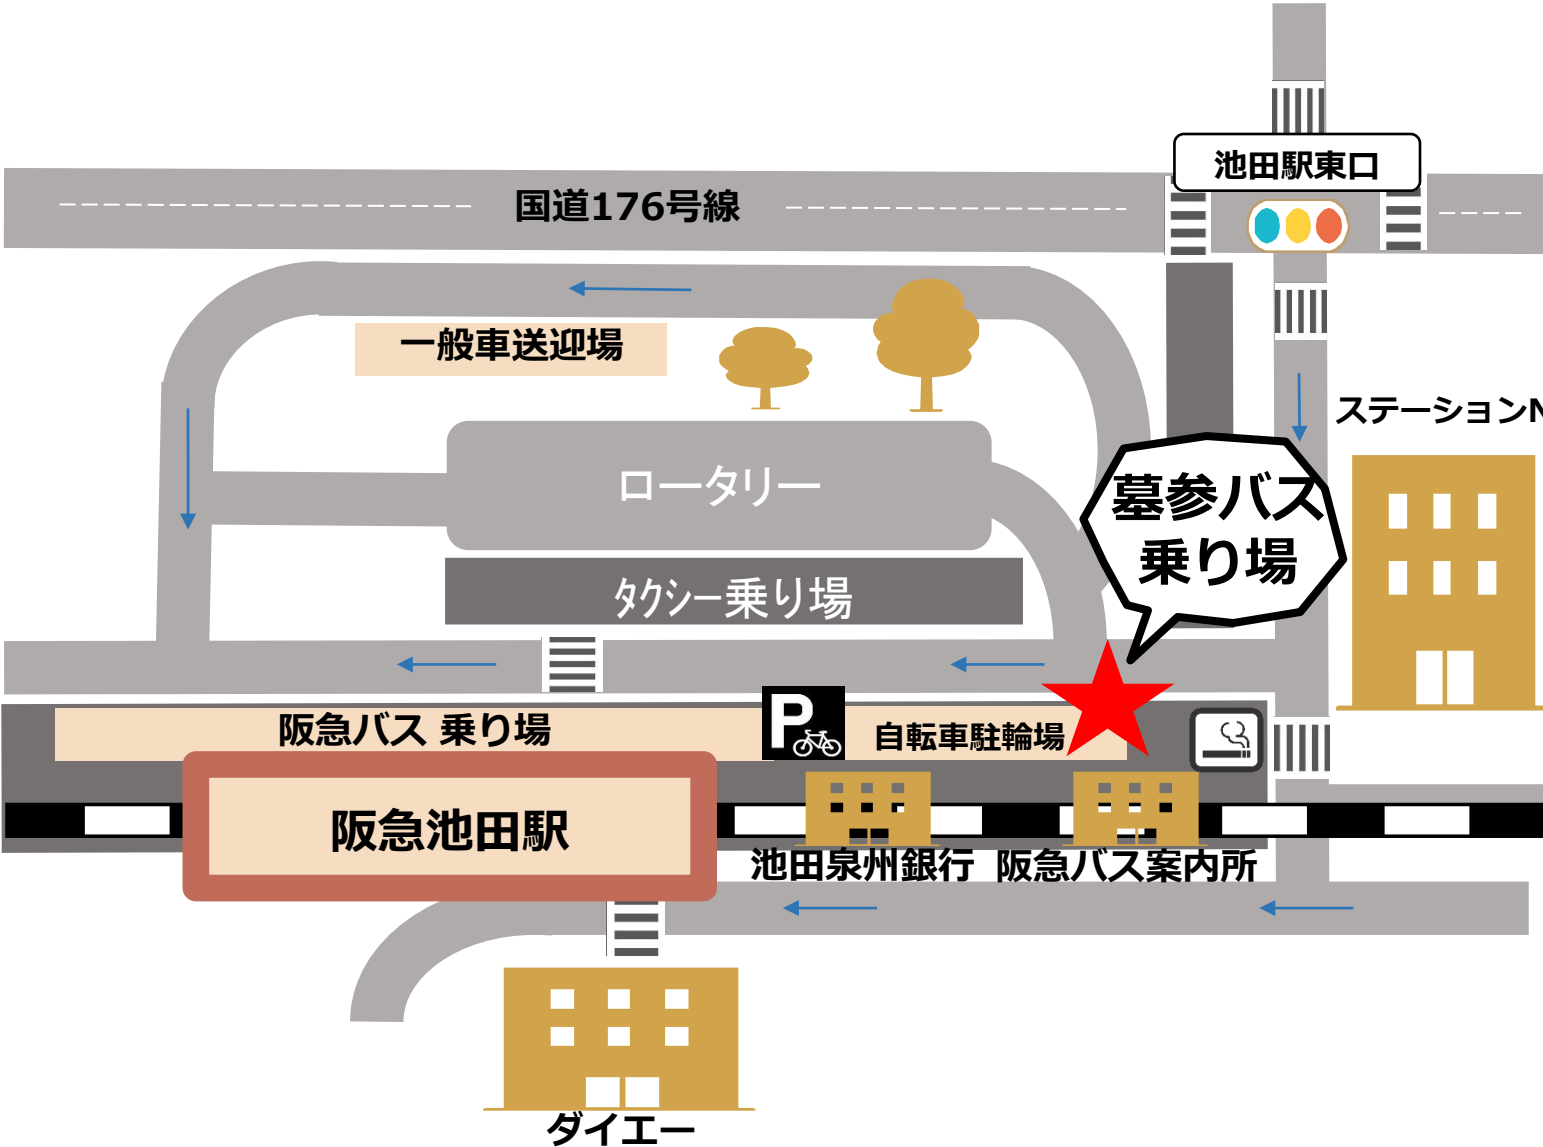 池田駅東口
国道176号線
一般車送迎場
ステーションN
ロータリー
墓参バス
乗り場
タクシー乗り場
阪急バス 乗り場
P
自転車駐輪場
阪急池田駅
池田泉州銀行
阪急バス案内所
ダイエー